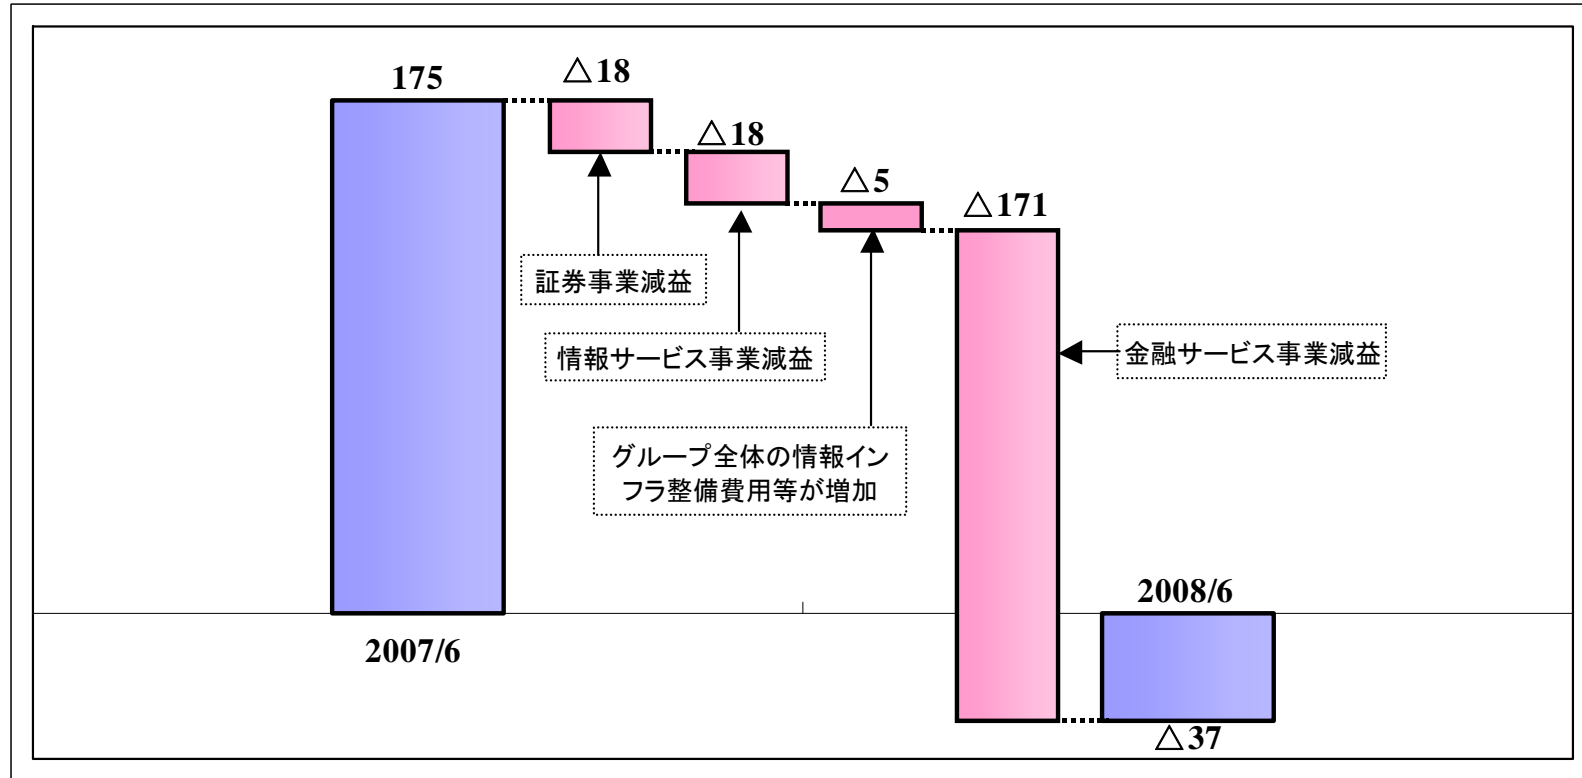 175
△18
△18
△5
△171
証券事業減益
情報サービス事業減益
金融サービス事業減益
グループ全体の情報イン
フラ整備費用等が増加
2007/6
2008/6
△37